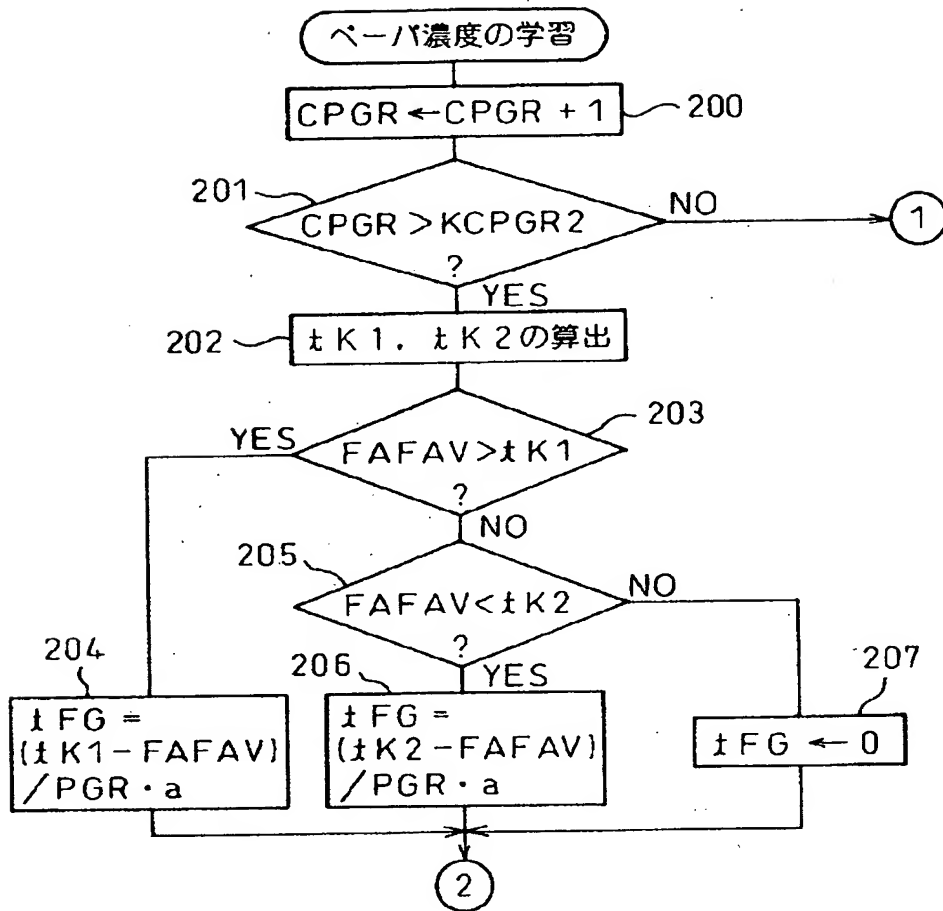 ベーパ濃度の学習
CPGR←CPGR+1
200
201
CPGR>KCPGR2
?
NO
1
YES
202
tK1. tK2の算出
203
YES
FAFAV>tK1
?
NO
205
NO
FAFAV<tK2
?
204
206
YES
207
tFG=
(tK1-FAFAV)
/PGR・a
tFG=
(tK2-FAFAV)
/PGR・a
tFG←0
2